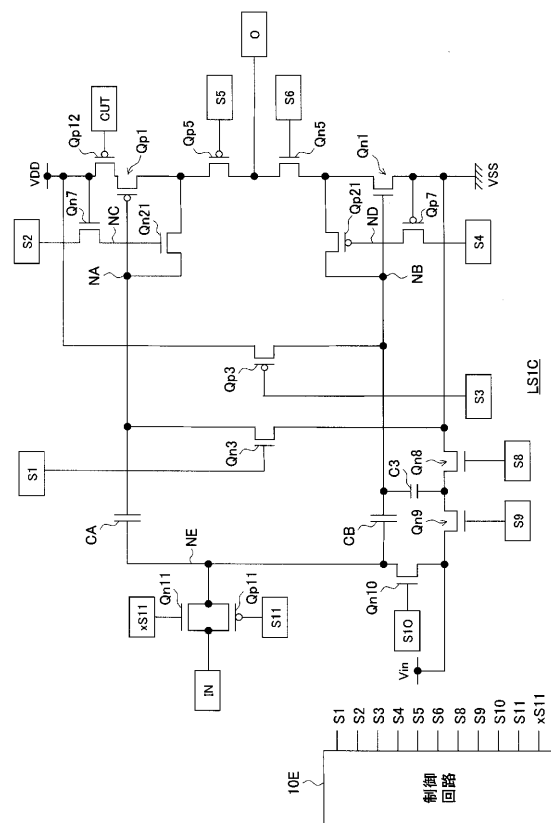 VDD
Qp12
CUT
S2
Qn7
Qp1
NC
Qn21
NA
Qp5
S5
O
Qn5
S6
Qp21
ND
Qn1
NB
Qp7
S4
VSS
Qp3
S3
S1
Qn3
LS1C
CA
NE
CB
C3
Qn8
S8
Qn9
S9
xS11
Qn11
Qp11
S11
IN
Qn10
S10
Vin
10E
制御
回路
S1
S2
S3
S4
S5
S6
S8
S9
S10
S11
xS11